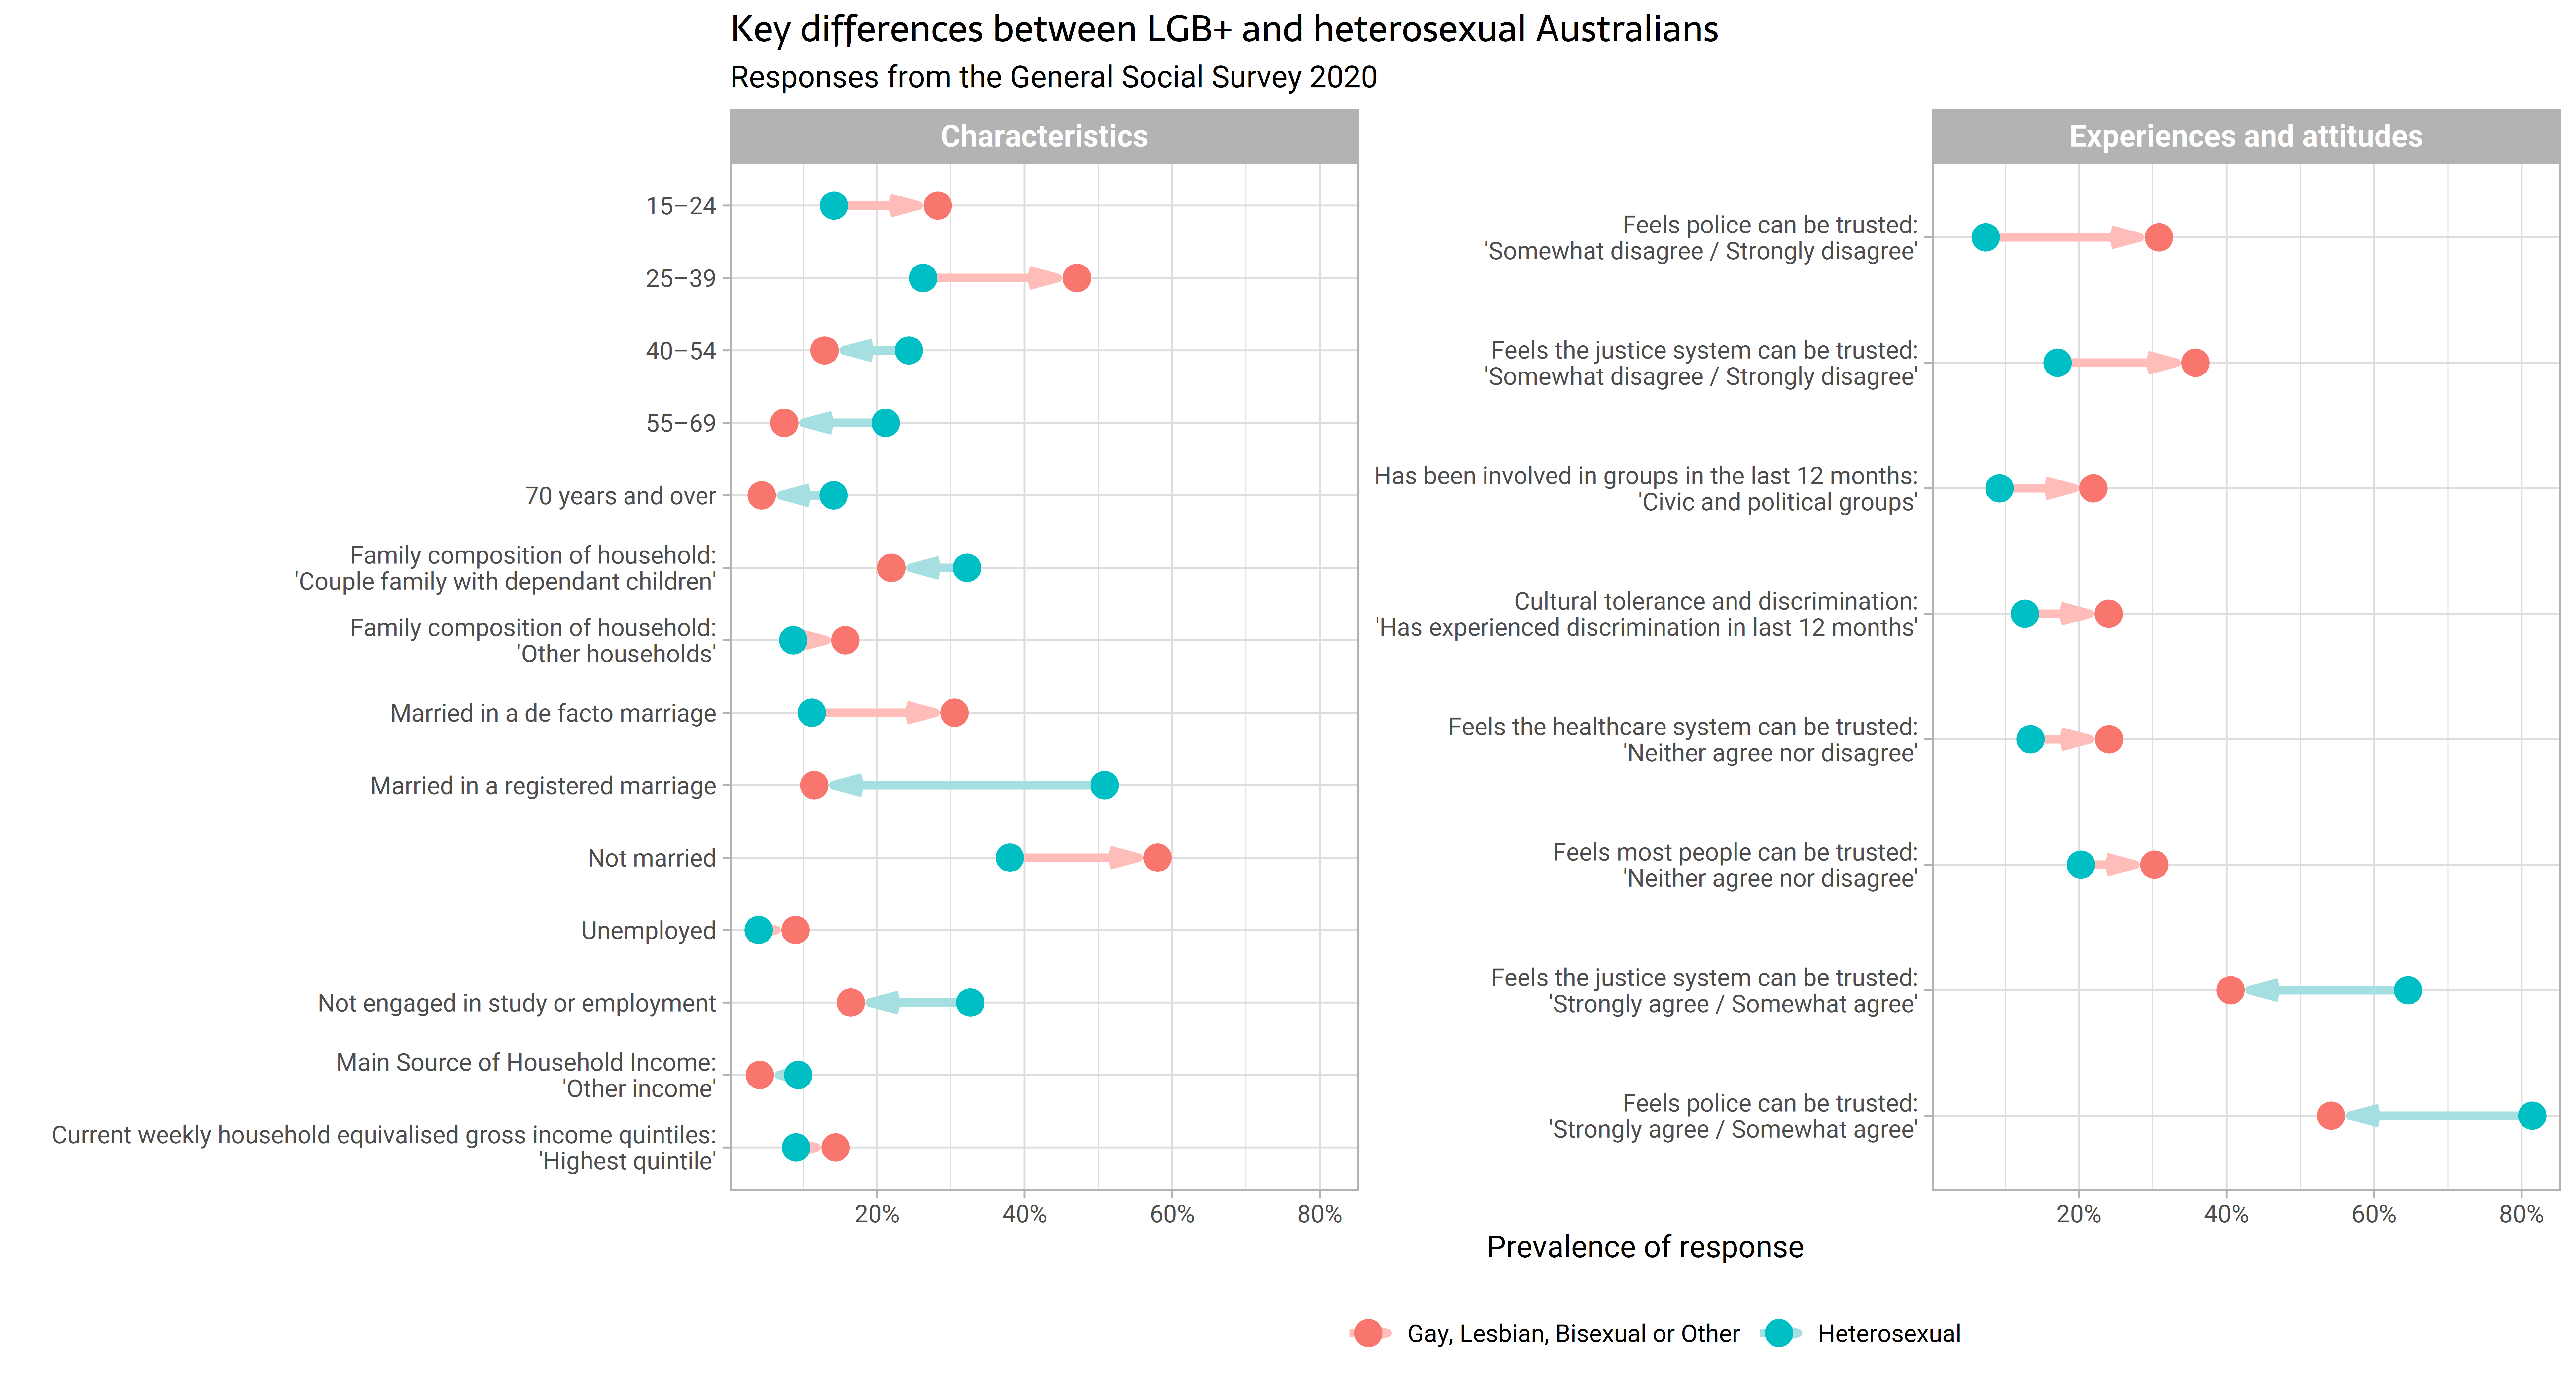 Key differences between LGB+ and heterosexual Australians
Responses from the General Social Survey 2020
Characteristics
15−24
25−39
40−54
55−69
70 years and over
Family composition of household:
'Couple family with dependant children'
Family composition of household:
'Other households'
Married in a de facto marriage
Married in a registered marriage
Not married
Unemployed
Not engaged in study or employment
Main Source of Household Income:
'Other income'
Current weekly household equivalised gross income quintiles:
'Highest quintile'
20%
40%
60%
80%
Experiences and attitudes
Feels police can be trusted:
'Somewhat disagree / Strongly disagree'
Feels the justice system can be trusted:
'Somewhat disagree / Strongly disagree'
Has been involved in groups in the last 12 months:
'Civic and political groups'
Cultural tolerance and discrimination:
'Has experienced discrimination in last 12 months'
Feels the healthcare system can be trusted:
'Neither agree nor disagree'
Feels most people can be trusted:
'Neither agree nor disagree'
Feels the justice system can be trusted:
'Strongly agree / Somewhat agree'
Feels police can be trusted:
'Strongly agree / Somewhat agree'
20%
40%
60%
80%
Prevalence of response
Gay, Lesbian, Bisexual or Other
Heterosexual